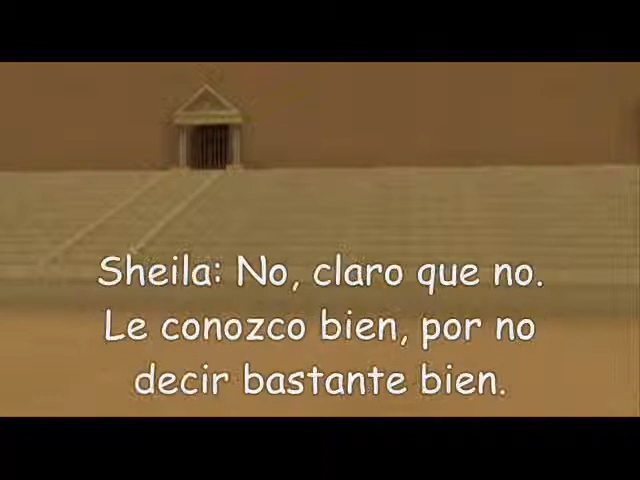 Sheila: No, claro que no.
Le conozco bien, por no
decir bastante bien.